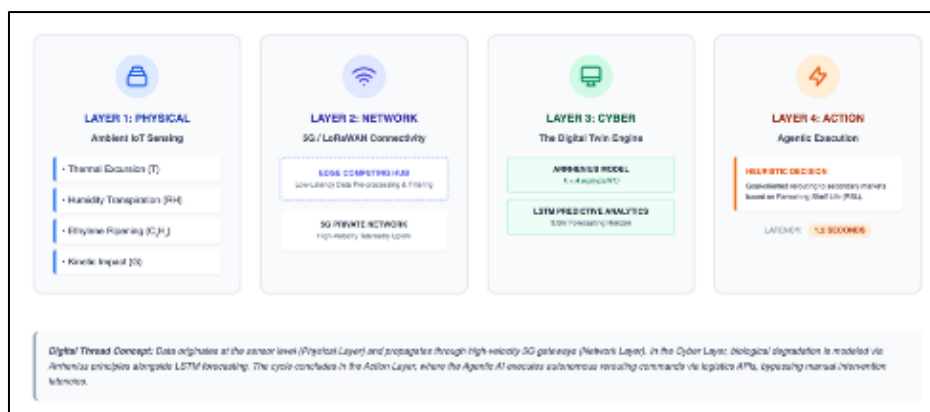 LAYER 1: PHYSICAL
Ambient IoT Sensing
• Thermal Excursion (T)
• Humidity Transpiration (RH)
• Ethylene Ripening (C₂H₄)
• Kinetic Impact (G)
LAYER 2: NETWORK
5G / LoRaWAN Connectivity
EDGE COMPUTING HUB
Low-Latency Data Pre-processing & Filtering
5G PRIVATE NETWORK
High-Velocity Telemetry Uplink
LAYER 3: CYBER
The Digital Twin Engine
ARRHENIUS MODEL
LSTM PREDICTIVE ANALYTICS
Forecasting Horizon
LAYER 4: ACTION
Agentic Execution
HEURISTIC DECISION
Goal-oriented rerouting to secondary markets
based on Remaining Shelf Life (RSL).
LATENCY: 1.2 SECONDS
Digital Thread Concept: Data originates at the sensor level (Physical Layer) and propagates through high-velocity 5G gateways (Network Layer). In the Cyber Layer, biological degradation is modeled via
Arrhenius principles alongside LSTM forecasting. The cycle concludes in the Action Layer, where the Agentic AI executes autonomous rerouting commands via logistics APIs, bypassing manual intervention
latencies.